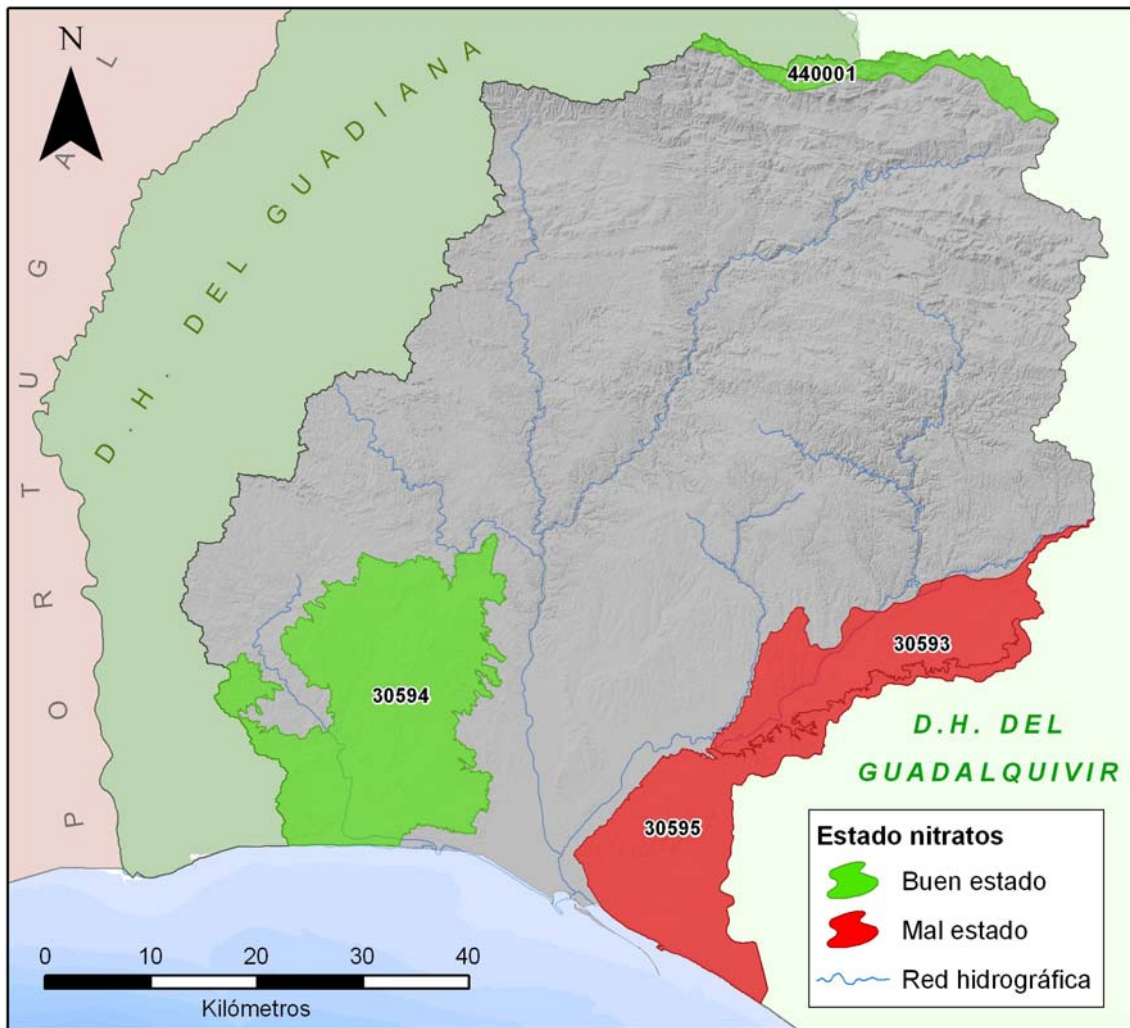 N
PORTUGAL
D.H. DEL GUADIANA
440001
30594
30593
30595
D.H. DEL
GUADALQUIVIR
Estado nitratos
Buen estado
Mal estado
Red hidrográfica
0 10 20 30 40
Kilómetros